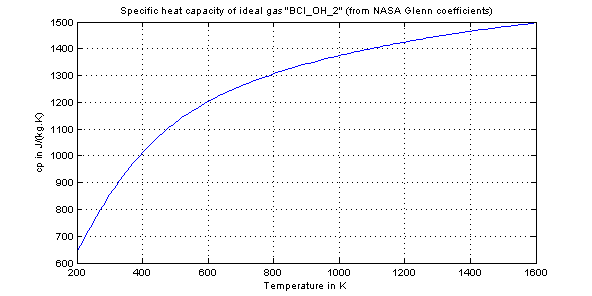 Specific heat capacity of ideal gas "BCl_OH_2" (from NASA Glenn coefficients)
1500
1400
1300
1200
1100
1000
900
800
700
600
cp in J/(kg.K)
200 400 600 800 1000 1200 1400 1600
Temperature in K